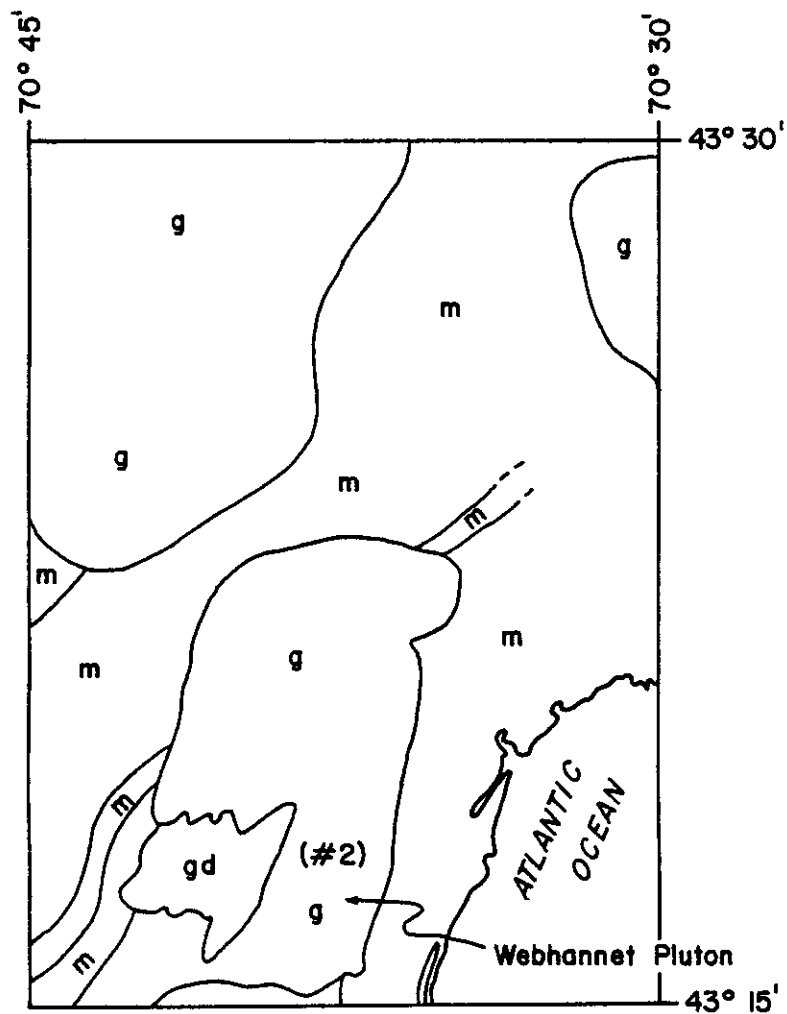 70° 45'
70° 30'
43° 30'
g
g
m
g
m
m
m
g
m
m
m
gd
(#2)
g
m
ATLANTIC
OCEAN
Webhannet Pluton
43° 15'